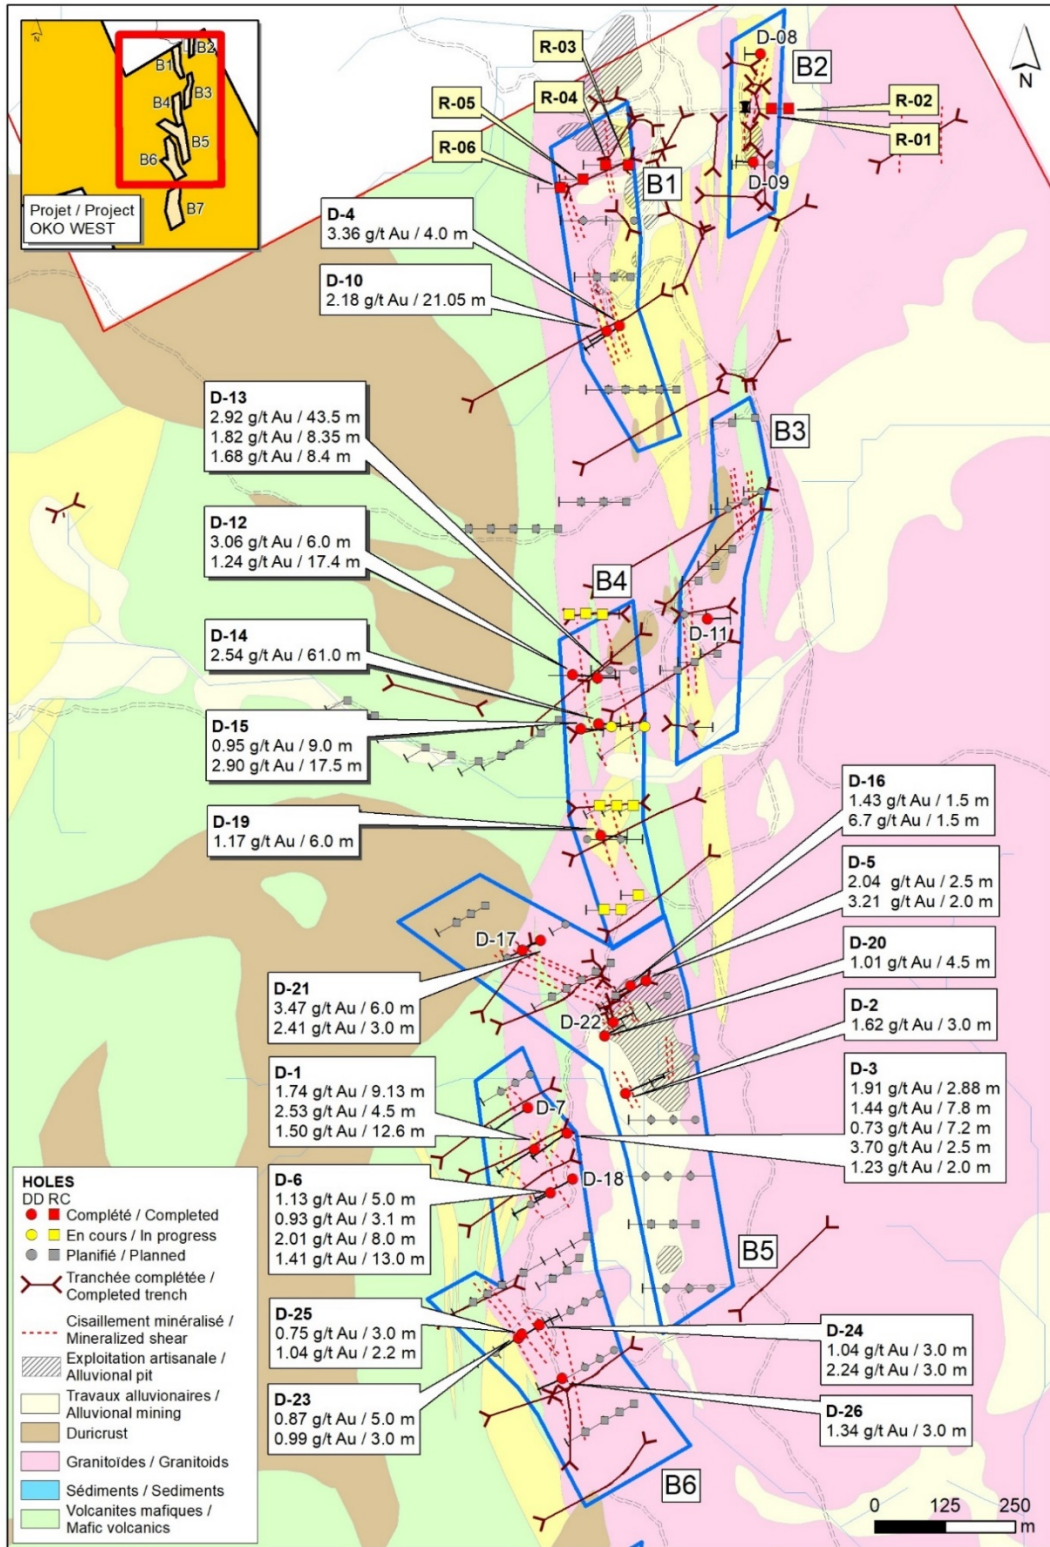 N
B1
B2
B3
B4
B5
B6
B7
Projet / Project
OKO WEST
R-03
R-04
R-05
R-06
B1
D-08
B2
R-02
R-01
D-09
N
D-4
3.36 g/t Au / 4.0 m
D-10
2.18 g/t Au / 21.05 m
D-13
2.92 g/t Au / 43.5 m
1.82 g/t Au / 8.35 m
1.68 g/t Au / 8.4 m
B3
D-12
3.06 g/t Au / 6.0 m
1.24 g/t Au / 17.4 m
B4
D-11
D-14
2.54 g/t Au / 61.0 m
D-15
0.95 g/t Au / 9.0 m
2.90 g/t Au / 17.5 m
D-19
1.17 g/t Au / 6.0 m
D-16
1.43 g/t Au / 1.5 m
6.7 g/t Au / 1.5 m
D-5
2.04 g/t Au / 2.5 m
3.21 g/t Au / 2.0 m
D-17
D-20
1.01 g/t Au / 4.5 m
D-21
3.47 g/t Au / 6.0 m
2.41 g/t Au / 3.0 m
D-22
D-2
1.62 g/t Au / 3.0 m
D-1
1.74 g/t Au / 9.13 m
2.53 g/t Au / 4.5 m
1.50 g/t Au / 12.6 m
D-7
D-3
1.91 g/t Au / 2.88 m
1.44 g/t Au / 7.8 m
0.73 g/t Au / 7.2 m
3.70 g/t Au / 2.5 m
1.23 g/t Au / 2.0 m
D-6
1.13 g/t Au / 5.0 m
0.93 g/t Au / 3.1 m
2.01 g/t Au / 8.0 m
1.41 g/t Au / 13.0 m
D-18
B5
D-25
0.75 g/t Au / 3.0 m
1.04 g/t Au / 2.2 m
D-24
1.04 g/t Au / 3.0 m
2.24 g/t Au / 3.0 m
D-23
0.87 g/t Au / 5.0 m
0.99 g/t Au / 3.0 m
D-26
1.34 g/t Au / 3.0 m
B6
HOLES
DD RC
Complété / Completed
En cours / In progress
Planifié / Planned
Tranchée complétée /
Completed trench
Cisaillement minéralisé /
Mineralized shear
Exploitation artisanale /
Alluvional pit
Travaux alluvionaires /
Alluvional mining
Duricrust
Granitoïdes / Granitoids
Sédiments / Sediments
Volcanites mafiques /
Mafic volcanics
0 125 250
m